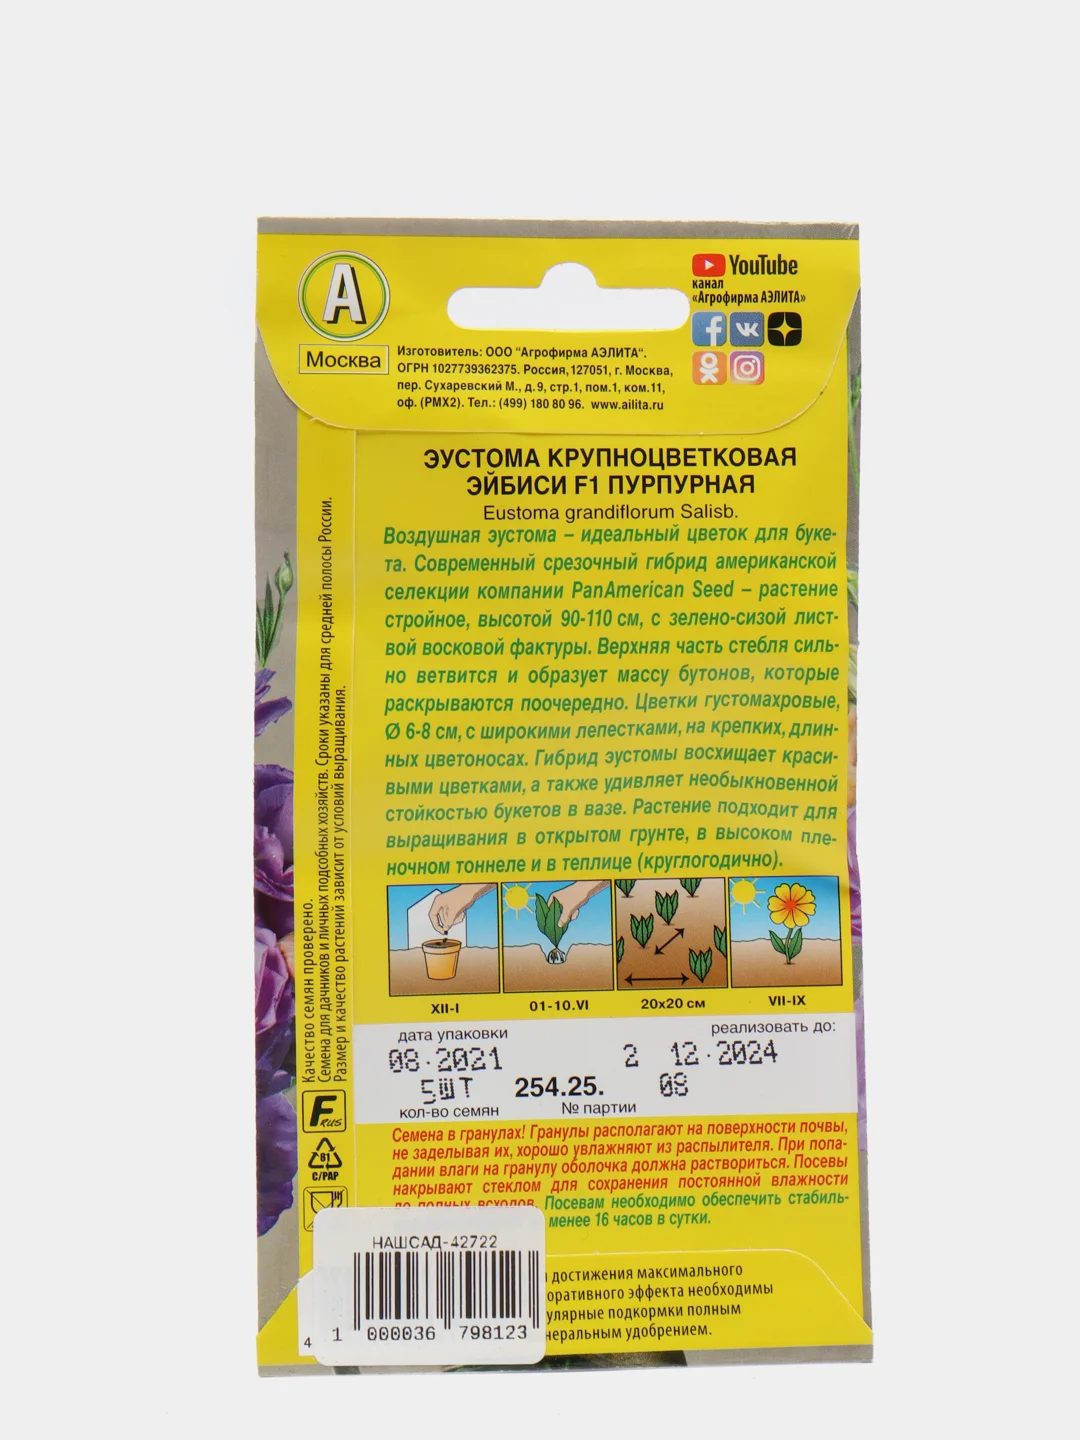 А
Москва
Изготовитель: ООО "Агрофирма АЭЛИТА".
ОГРН 1027739362375. Россия,127051, г. Москва,
пер. Сухаревский М., д.9, стр.1, пом.1, ком.11,
оф. (РМХ2). Тел.: (499) 180 80 96. www.ailita.ru
YouTube
канал
«Агрофирма АЭЛИТА»
ЭУСТОМА КРУПНОЦВЕТКОВАЯ
ЭЙБИСИ F1 ПУРПУРНАЯ
Eustoma grandiflorum Salisb.
Воздушная эустома – идеальный цветок для буке-
та. Современный срезочный гибрид американской
селекции компании PanAmerican Seed – растение
стройное, высотой 90-110 см, с зелено-сизой лист-
вой восковой фактуры. Верхняя часть стебля силь-
но ветвится и образует массу бутонов, которые
раскрываются поочередно. Цветки густомахровые,
Ø 6-8 см, с широкими лепестками, на крепких, длин-
ных цветоносах. Гибрид эустомы восхищает краси-
выми цветками, а также удивляет необыкновенной
стойкостью букетов в вазе. Растение подходит для
выращивания в открытом грунте, в высоком пле-
ночном тоннеле и в теплице (круглогодично).
XII-I
01-10.VI
20х20 см
VII-IX
Качество семян проверено.
Семена для дачников и личных подсобных хозяйств. Сроки указаны для средней полосы России.
Размер и качество растений зависит от условий выращивания.
дата упаковки
реализовать до:
08.2021
2 12.2024
5шт
254.25.
08
кол-во семян
№ партии
F RUS
81
C/PAP
Семена в гранулах! Гранулы располагают на поверхности почвы,
не заделывая их, хорошо увлажняют из распылителя. При попа-
дании влаги на гранулу оболочка должна раствориться. Посевы
накрывают стеклом для сохранения постоянной влажности
до полных всходов. Посевам необходимо обеспечить стабиль-
менее 16 часов в сутки.
НАШСАД-42722
1 000036 798123
4
достижения максимального
оративного эффекта необходимы
улярные подкормки полным
неральным удобрением.